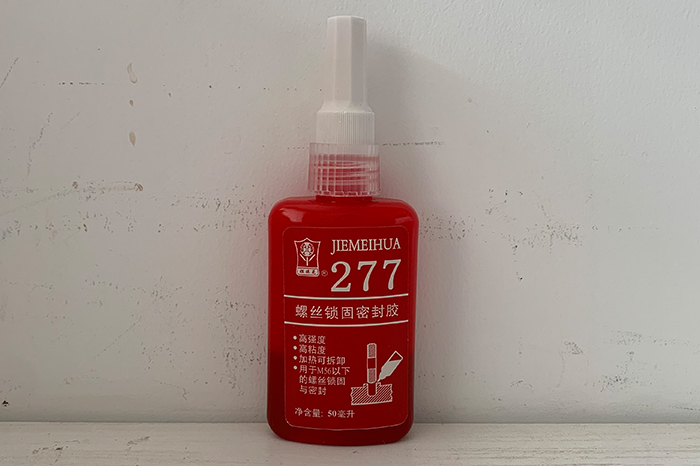 JIEMEIHUA
®
277
螺丝锁固密封胶
•高强度
•高粘度
•加热可拆卸
•用于M56以下
的螺丝锁固
与密封
净含量: 50毫升